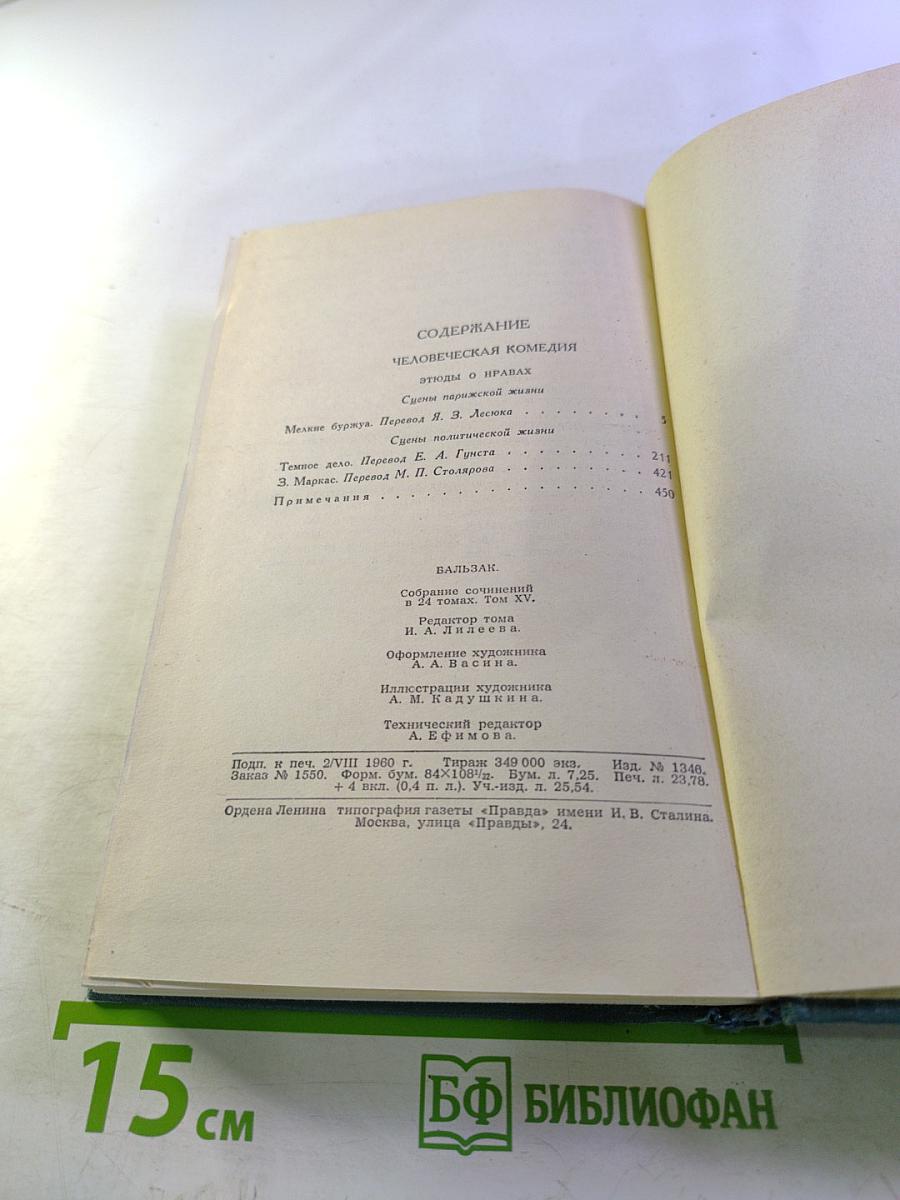 СОДЕРЖАНИЕ
ЧЕЛОВЕЧЕСКАЯ КОМЕДИЯ
ЭТЮДЫ О НРАВАХ
Сцены парижской жизни
Мелкие буржуа. Перевод Я. З. Лесюка . . . . . . . . 5
Сцены политической жизни
Темное дело. Перевод Е. А. Гунста . . . . . . . . . 211
З. Маркас. Перевод М. П. Столярова . . . . . . . . . 421
Примечания . . . . . . . . . . . . . . . . . 450
БАЛЬЗАК.
Собрание сочинений
в 24 томах. Том XV.
Редактор тома
И. А. Лилеева.
Оформление художника
А. А. Васина.
Иллюстрации художника
А. М. Кадушкина.
Технический редактор
А. Ефимова.
Подп. к печ. 2/VIII 1960 г. Тираж 349 000 экз. Изд. № 1346.
Заказ № 1550. Форм. бум. 84×108¹/₃₂. Бум. л. 7,25. Печ. л. 23,78.
+ 4 вкл. (0,4 п. л.). Уч.-изд. л. 25,54.
Ордена Ленина типография газеты «Правда» имени И. В. Сталина.
Москва, улица «Правды», 24.
15 см
БФ БИБЛИОФАН